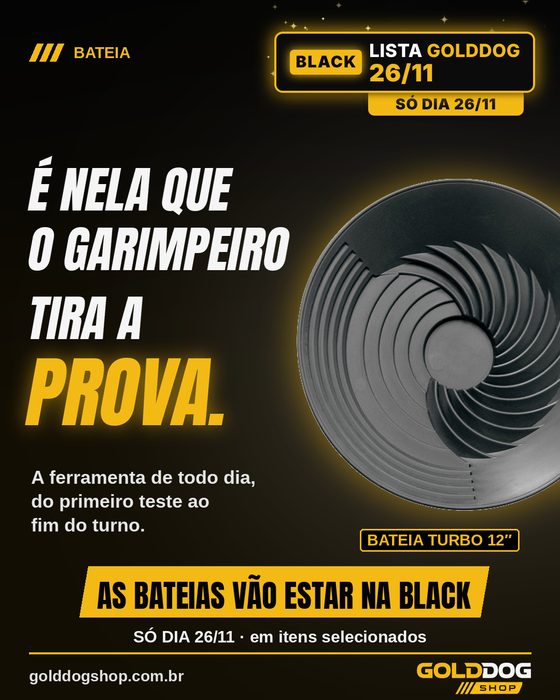 BATEIA
BLACK
LISTA GOLDDOG
26/11
SÓ DIA 26/11
É NELA QUE
O GARIMPEIRO
TIRA A
PROVA.
A ferramenta de todo dia,
do primeiro teste ao
fim do turno.
BATEIA TURBO 12″
AS BATEIAS VÃO ESTAR NA BLACK
SÓ DIA 26/11 · em itens selecionados
golddogshop.com.br
GOLDDOG
SHOP